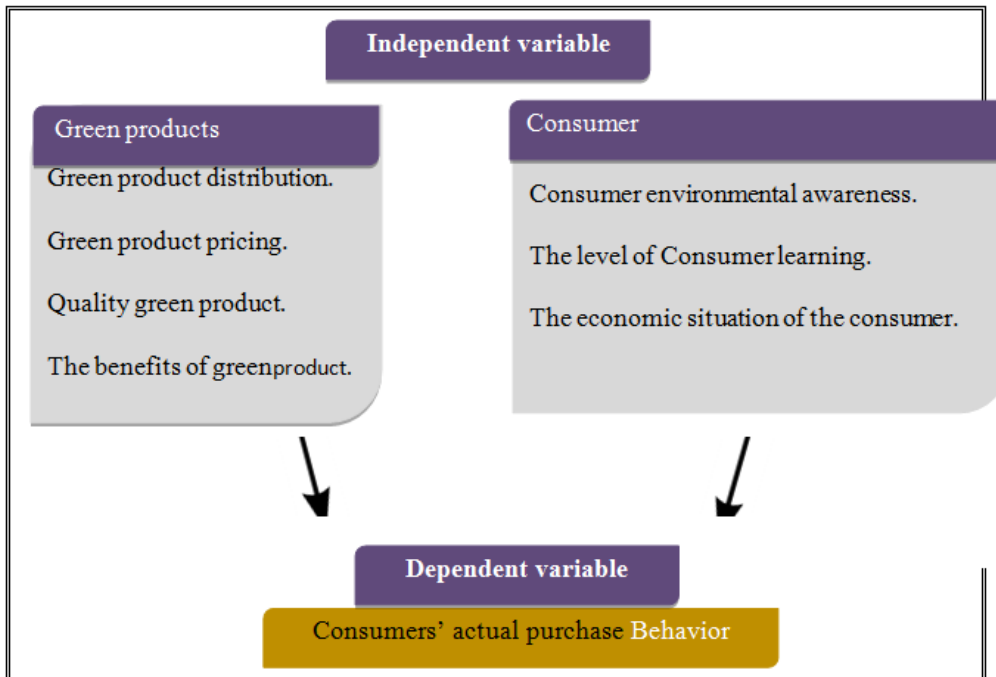 Independent variable
Green products
Green product distribution.
Green product pricing.
Quality green product.
The benefits of greenproduct.
Consumer
Consumer environmental awareness.
The level of Consumer learning.
The economic situation of the consumer.
Dependent variable
Consumers’ actual purchase Behavior